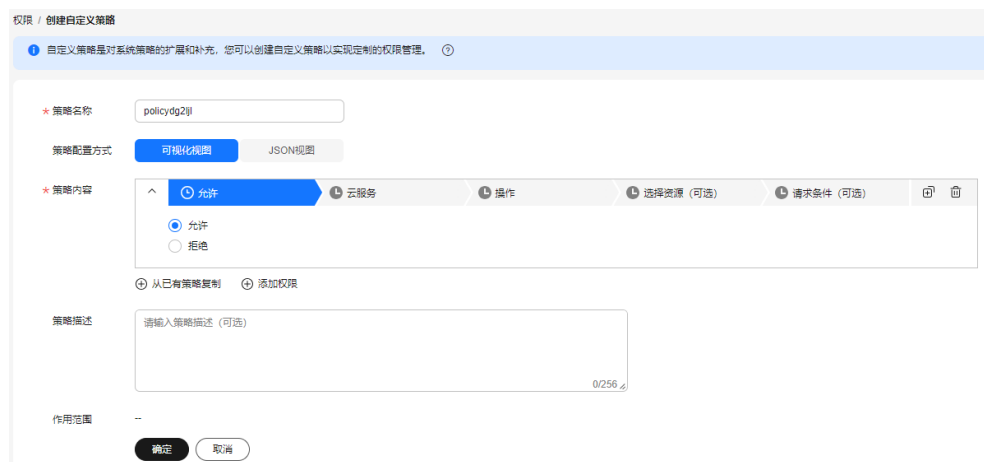 权限 / 创建自定义策略
自定义策略是对系统策略的扩展和补充，您可以创建自定义策略以实现定制的权限管理。
* 策略名称 policydg2ljl
策略配置方式 可视化视图 JSON视图
* 策略内容 允许 云服务 操作 选择资源（可选） 请求条件（可选）
允许
拒绝
从已有策略复制 添加权限
策略描述 请输入策略描述（可选）
0/256
作用范围 --
确定 取消